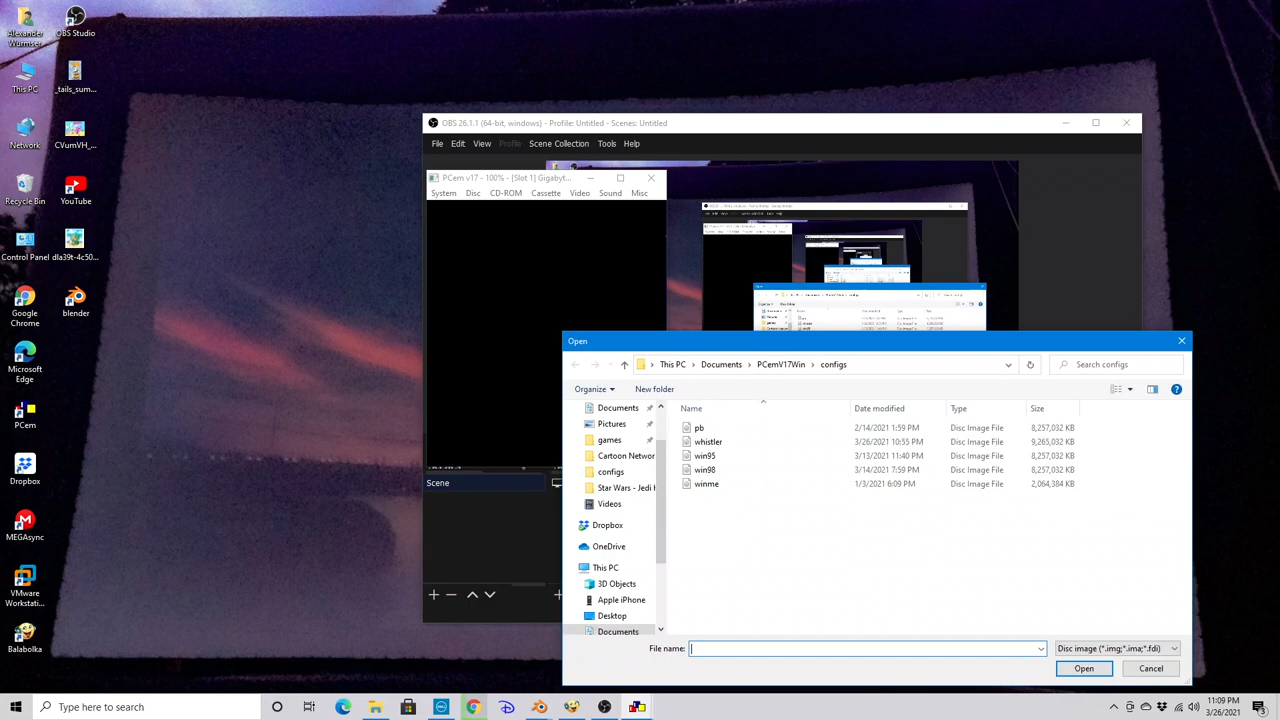 Alexander
Wurmser
OBS Studio
This PC
_tails_sum...
Network
CVumVH_...
Recycle Bin
YouTube
Control Panel
dla39t-4c50...
Google
Chrome
Blender
Microsoft
Edge
PCem
Dropbox
MEGAsync
VMware
Workstati...
Balabolka
OBS 26.1.1 (64-bit, windows) - Profile: Untitled - Scenes: Untitled
File Edit View Profile Scene Collection Tools Help
PCem v17 - 100% - [Slot 1] Gigabyt...
System Disc CD-ROM Cassette Video Sound Misc
Scene
Open
This PC > Documents > PCemV17Win > configs
Search configs
Organize New folder
Name Date modified Type Size
pb 2/14/2021 1:59 PM Disc Image File 8,257,032 KB
whistler 3/26/2021 10:55 PM Disc Image File 9,265,032 KB
win95 3/13/2021 11:40 PM Disc Image File 8,257,032 KB
win98 3/14/2021 7:59 PM Disc Image File 8,257,032 KB
winme 1/3/2021 6:09 PM Disc Image File 2,064,384 KB
Documents
Pictures
games
Cartoon Networ
configs
Star Wars - Jedi K
Videos
Dropbox
OneDrive
This PC
3D Objects
Apple iPhone
Desktop
Documents
File name:
Disc image (*.img;*.ima;*.fdi)
Open Cancel
Type here to search
11:09 PM
3/26/2021
3